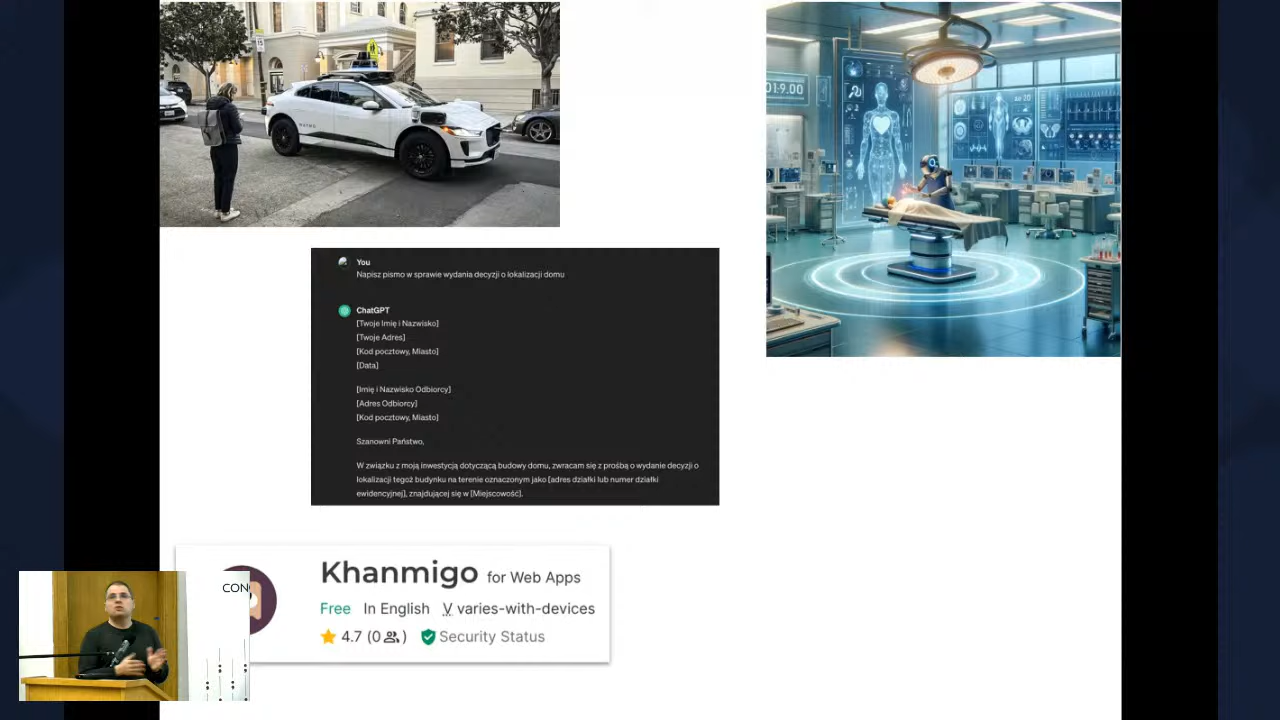 WAYMO
You
Napisz pismo w sprawie wydania decyzji o lokalizacji domu
ChatGPT
[Twoje Imię i Nazwisko]
[Twoje Adres]
[Kod pocztowy, Miasto]
[Data]
[Imię i Nazwisko Odbiorcy]
[Adres Odbiorcy]
[Kod pocztowy, Miasto]
Szanowni Państwo,
W związku z moją inwestycją dotyczącą budowy domu, zwracam się z prośbą o wydanie decyzji o
lokalizacji tegoż budynku na terenie oznaczonym jako [adres działki lub numer działki
ewidencyjnej], znajdującej się w [Miejscowość].
Khanmigo for Web Apps
Free In English V varies-with-devices
4.7 (0 ) Security Status
CON